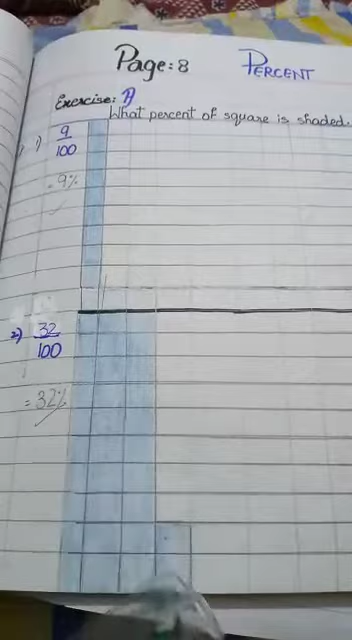 Page:8 PERCENT
Exercise: A
What percent of square is shaded.
1) 9/100
= 9%
2) 32/100
= 32%